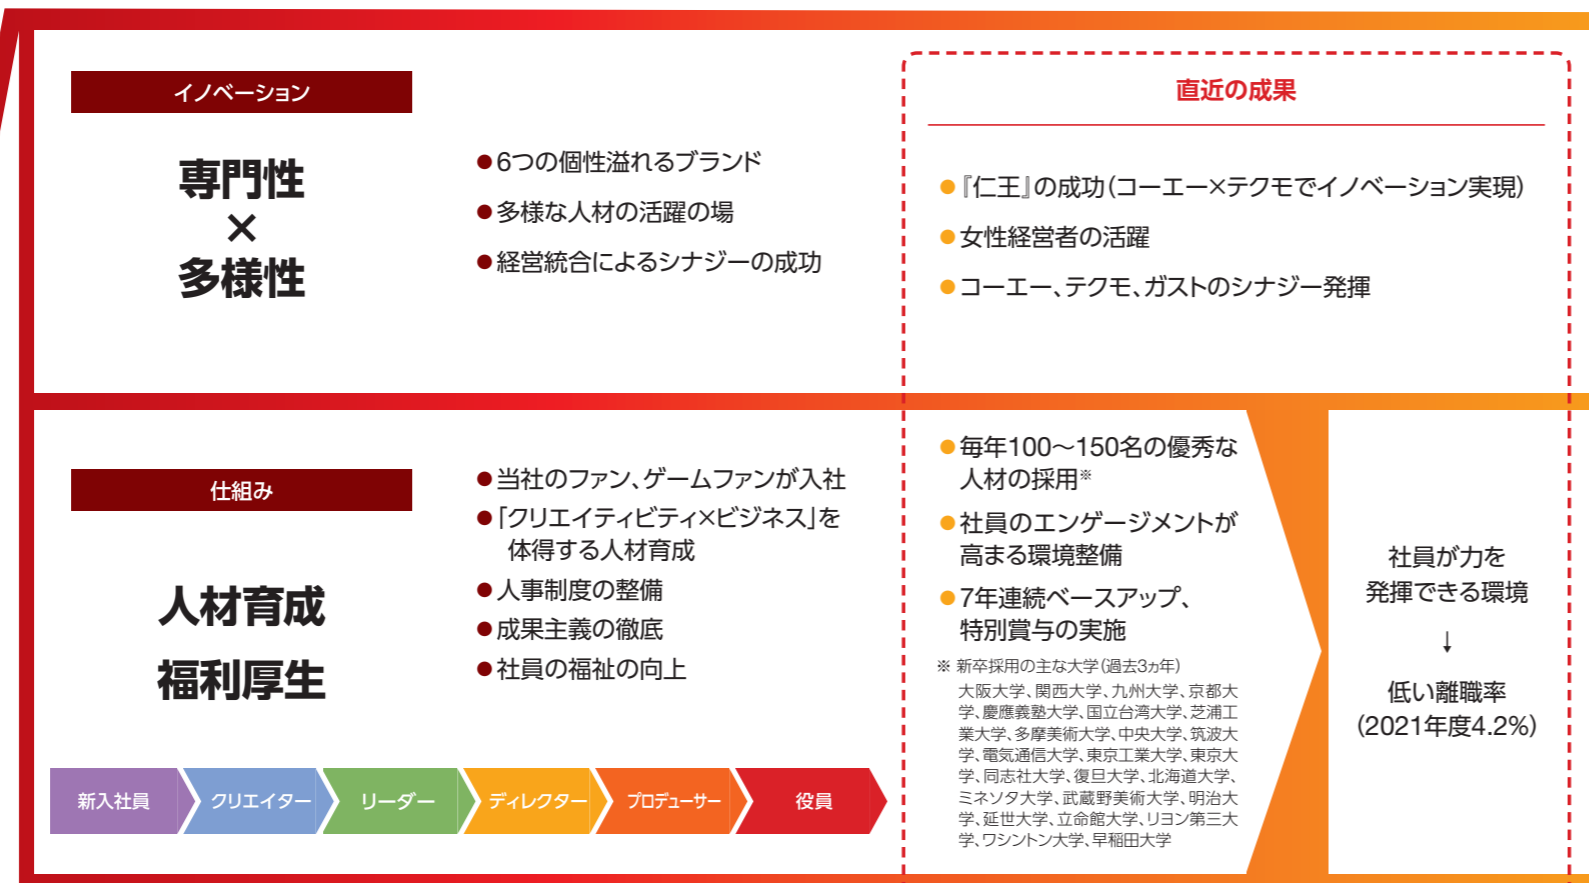 イノベーション
専門性
×
多様性
●6つの個性溢れるブランド
●多様な人材の活躍の場
●経営統合によるシナジーの成功
直近の成果
●『仁王』の成功(コーエー×テクモでイノベーション実現)
●女性経営者の活躍
●コーエー、テクモ、ガストのシナジー発揮
仕組み
人材育成
福利厚生
●当社のファン、ゲームファンが入社
●「クリエイティビティ×ビジネス」を
体得する人材育成
●人事制度の整備
●成果主義の徹底
●社員の福祉の向上
新入社員
クリエイター
リーダー
ディレクター
プロデューサー
役員
●毎年100～150名の優秀な
人材の採用※
●社員のエンゲージメントが
高まる環境整備
●7年連続ベースアップ、
特別賞与の実施
※ 新卒採用の主な大学(過去3ヵ年)
大阪大学、関西大学、九州大学、京都大
学、慶應義塾大学、国立台湾大学、芝浦工
業大学、多摩美術大学、中央大学、筑波大
学、電気通信大学、東京工業大学、東京大
学、同志社大学、復旦大学、北海道大学、
ミネソタ大学、武蔵野美術大学、明治大
学、延世大学、立命館大学、リヨン第三大
学、ワシントン大学、早稲田大学
社員が力を
発揮できる環境
↓
低い離職率
(2021年度4.2%)